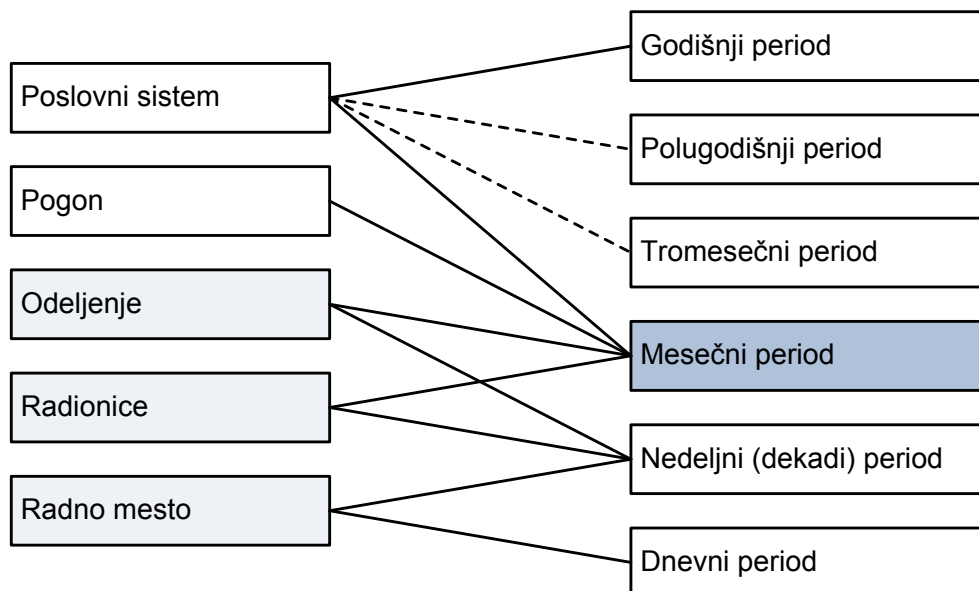 Poslovni sistem
Pogon
Odeljenje
Radionice
Radno mesto
Godišnji period
Polugodišnji period
Tromesečni period
Mesečni period
Nedeljni (dekadi) period
Dnevni period